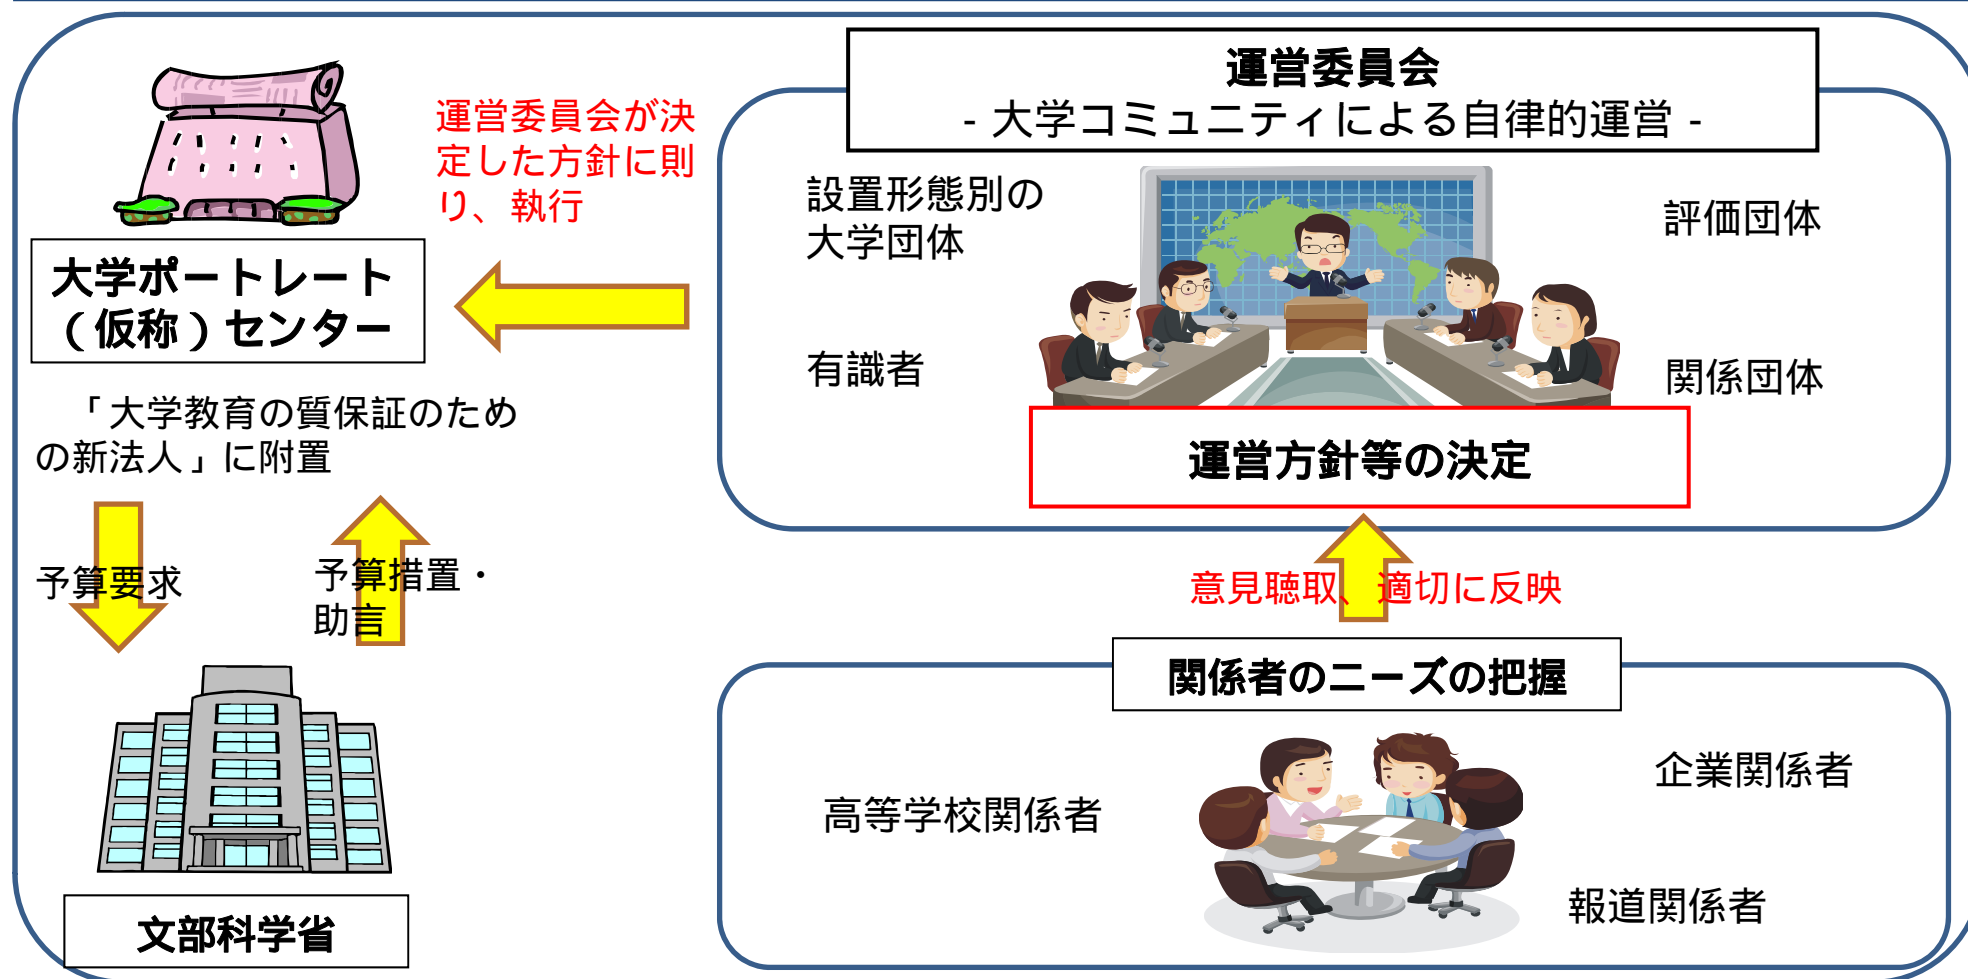 運営委員会
- 大学コミュニティによる自律的運営 -
運営委員会が決
定した方針に則
り、執行
設置形態別の
大学団体
評価団体
大学ポートレート
（仮称）センター
有識者
関係団体
「大学教育の質保証のため
の新法人」に附置
運営方針等の決定
予算要求
予算措置・
助言
意見聴取、適切に反映
関係者のニーズの把握
企業関係者
高等学校関係者
報道関係者
文部科学省